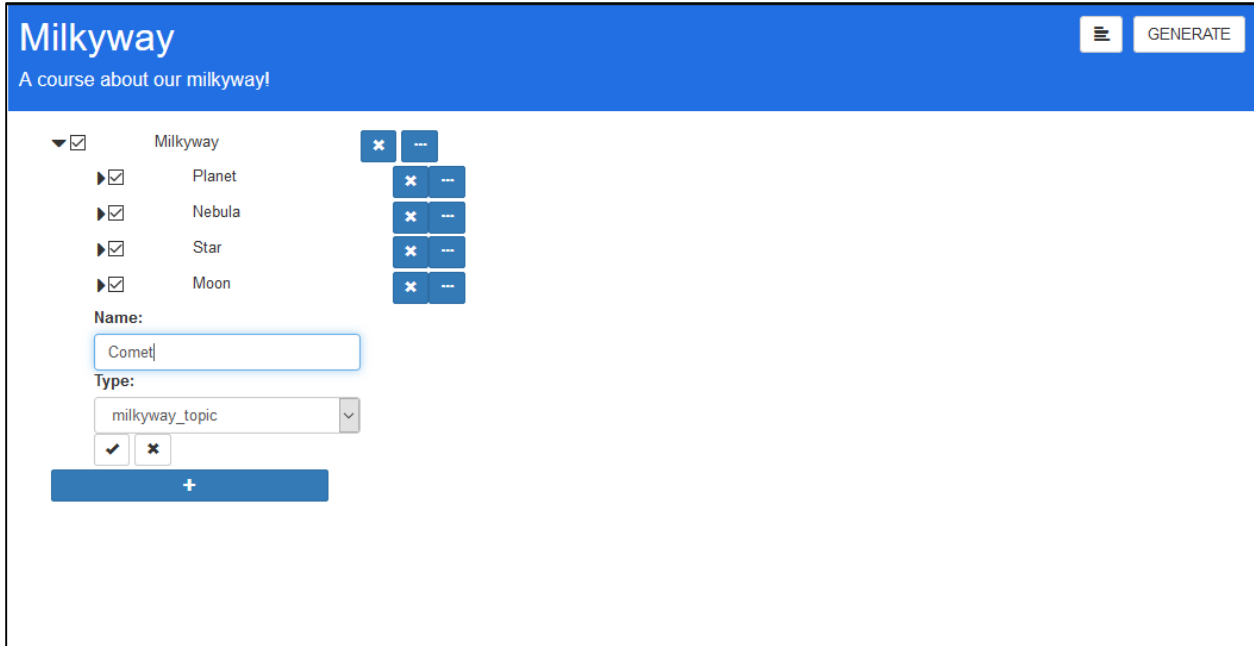 Milkyway
GENERATE
A course about our milkyway!
Milkyway
Planet
Nebula
Star
Moon
Name:
Comet
Type:
milkyway_topic